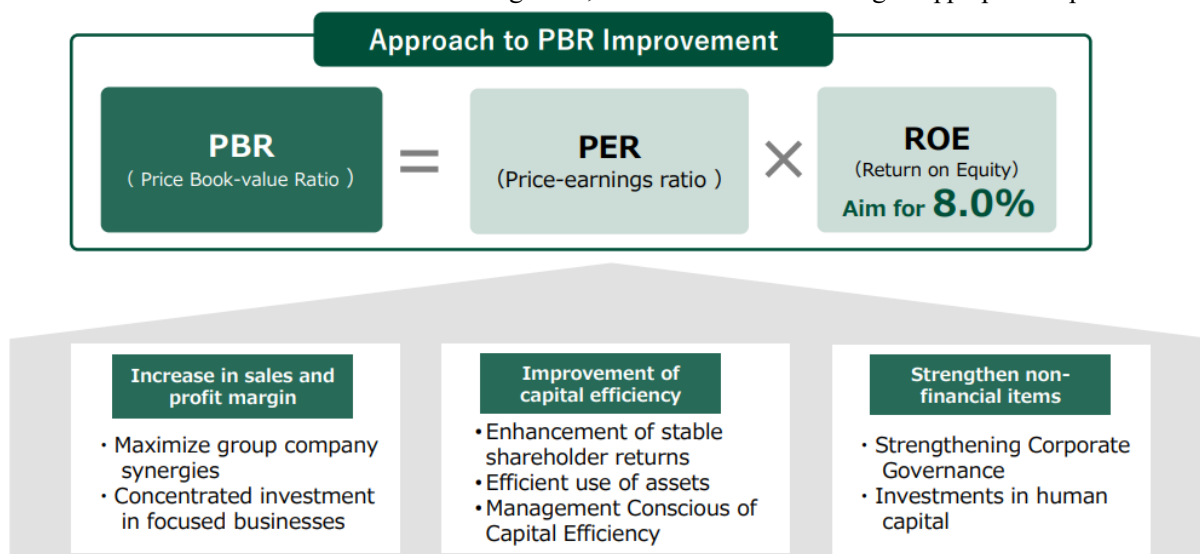 Approach to PBR Improvement
PBR
( Price Book-value Ratio )
=
PER
(Price-earnings ratio )
×
ROE
(Return on Equity)
Aim for 8.0%
Increase in sales and
profit margin
・Maximize group company
synergies
・Concentrated investment
in focused businesses
Improvement of
capital efficiency
•Enhancement of stable
shareholder returns
•Efficient use of assets
•Management Conscious of
Capital Efficiency
Strengthen non-
financial items
・Strengthening Corporate
Governance
・Investments in human
capital